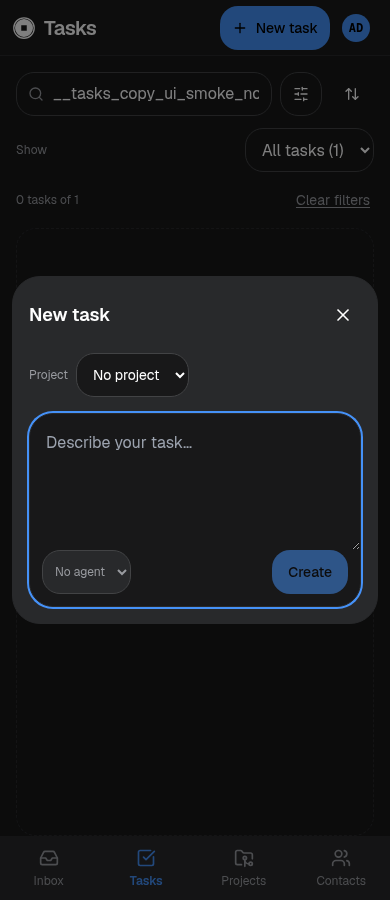 Tasks
New task
AD
__tasks_copy_ui_smoke_no
Show
All tasks (1)
0 tasks of 1
Clear filters
New task
Project
No project
Describe your task...
No agent
Create
Inbox
Tasks
Projects
Contacts